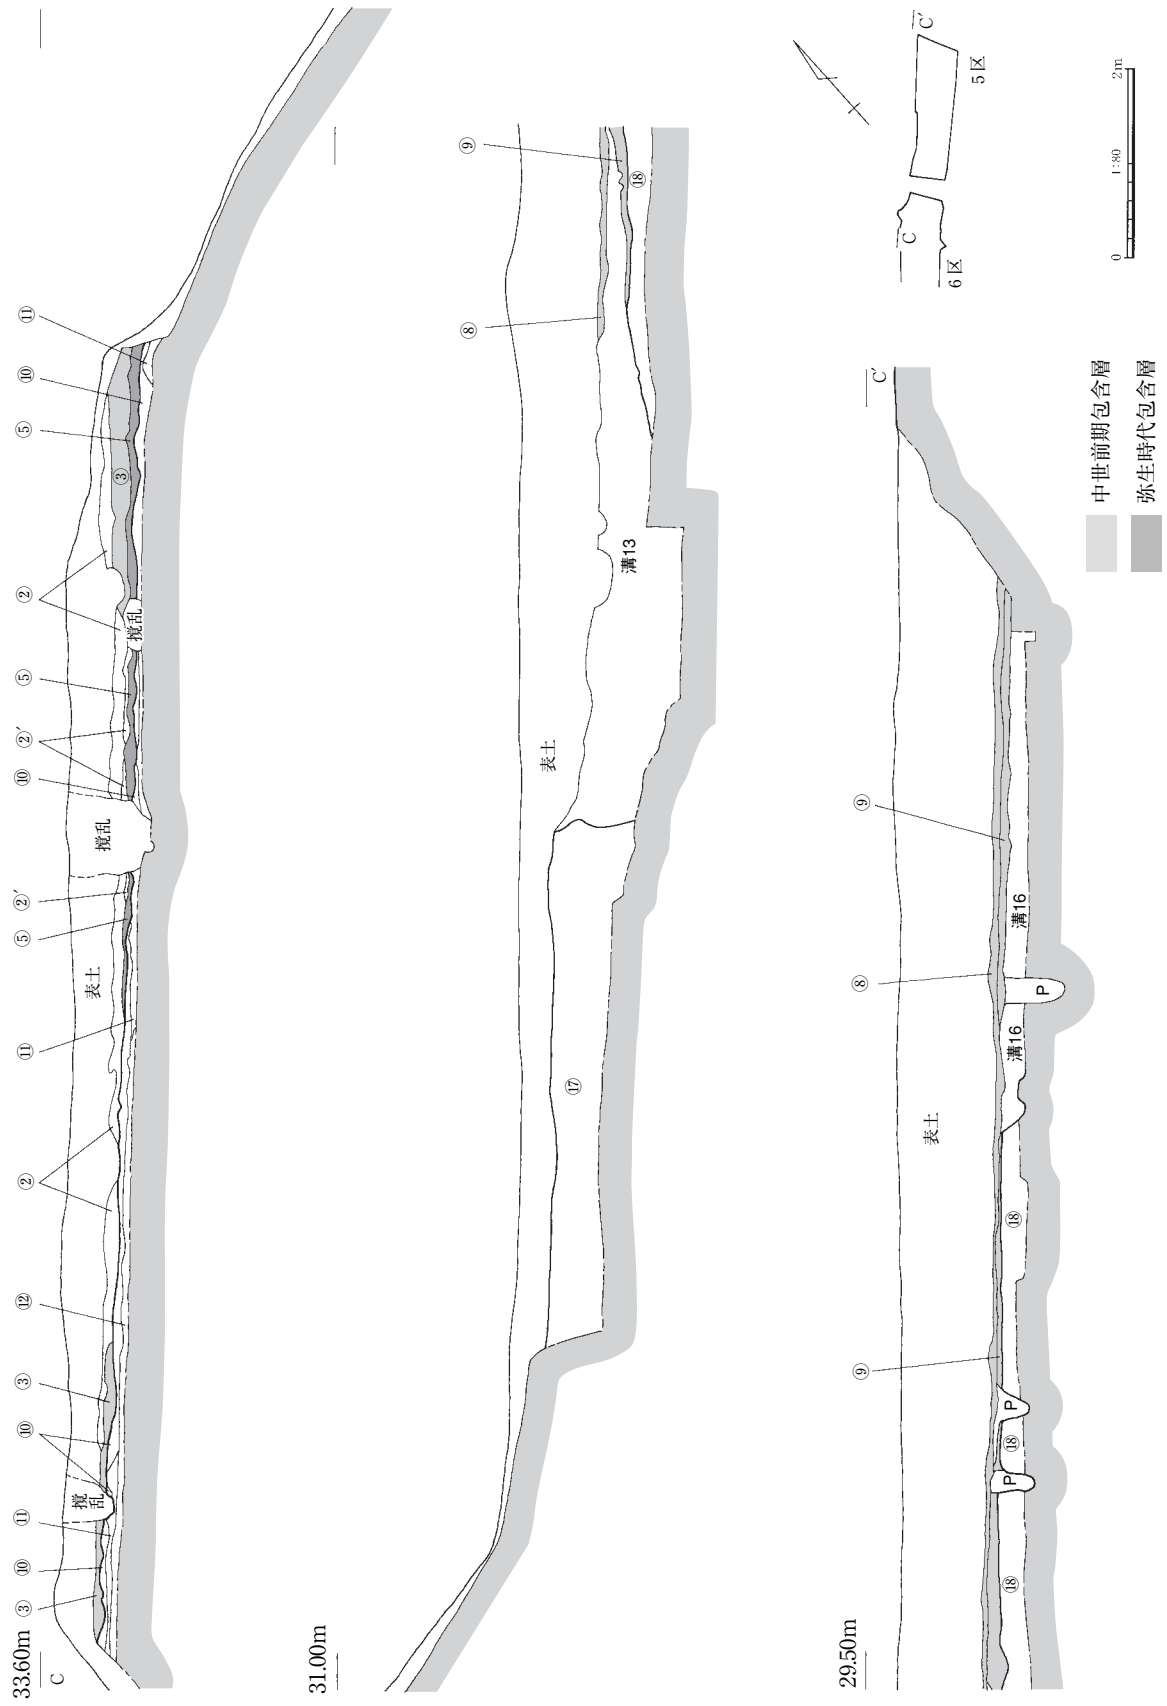 33.60m
C
③
⑩
⑪
攪乱
⑩
③
⑫
②
⑪
表土
⑤
②′
攪乱
⑩
②′
⑤
攪乱
②
③
⑤
⑩
⑪
31.00m
⑰
表土
溝13
⑧
⑨
⑱
29.50m
⑱
P
⑱
P
⑨
⑱
表土
溝16
P
溝16
⑧
⑨
C′
6区
C
5区
C′
0
1:80
2m
中世前期包含層
弥生時代包含層